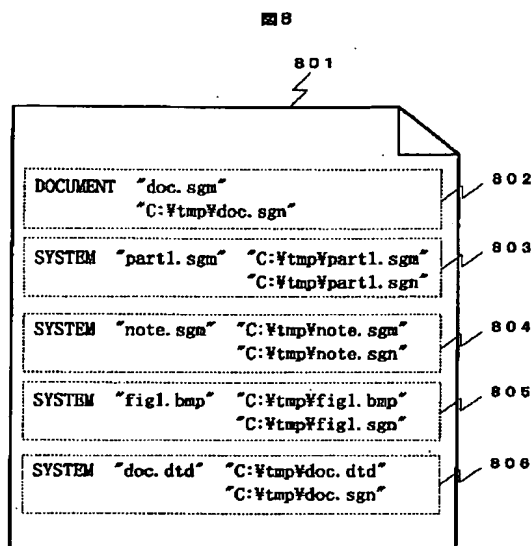 図8
801
DOCUMENT "doc.sgm" 802
"C:¥tmp¥doc.sgn"
SYSTEM "part1.sgm" "C:¥tmp¥part1.sgm" 803
"C:¥tmp¥part1.sgn"
SYSTEM "note.sgm" "C:¥tmp¥note.sgm" 804
"C:¥tmp¥note.sgn"
SYSTEM "fig1.bmp" "C:¥tmp¥fig1.bmp" 805
"C:¥tmp¥fig1.sgn"
SYSTEM "doc.dtd" "C:¥tmp¥doc.dtd" 806
"C:¥tmp¥doc.sgn"